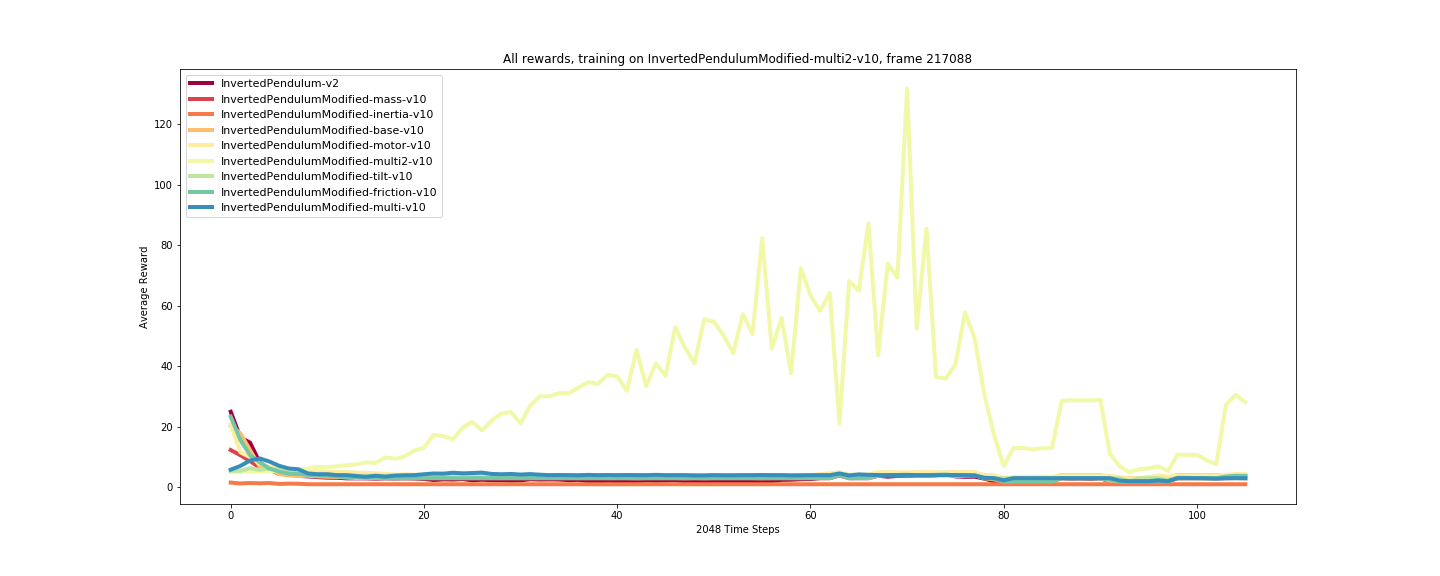 All rewards, training on InvertedPendulumModified-multi2-v10, frame 217088
InvertedPendulum-v2
InvertedPendulumModified-mass-v10
InvertedPendulumModified-inertia-v10
InvertedPendulumModified-base-v10
InvertedPendulumModified-motor-v10
InvertedPendulumModified-multi2-v10
InvertedPendulumModified-tilt-v10
InvertedPendulumModified-friction-v10
InvertedPendulumModified-multi-v10
Average Reward
120
100
80
60
40
20
0
0 20 40 60 80 100
2048 Time Steps